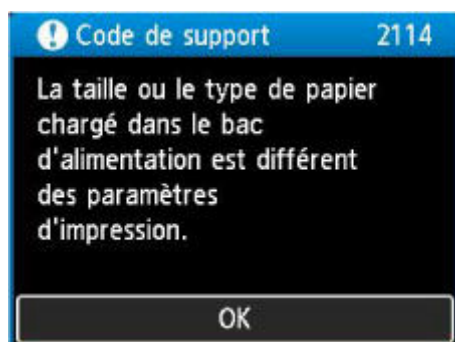 Code de support 2114
La taille ou le type de papier
chargé dans le bac
d'alimentation est différent
des paramètres
d'impression.
OK